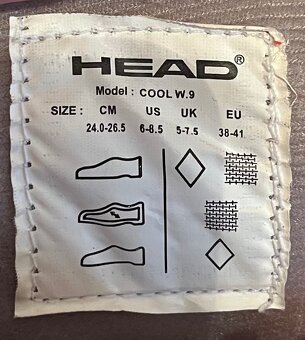 HEAD®
Model : COOL W.9
SIZE : CM US UK EU
24.0-26.5 6-8.5 5-7.5 38-41